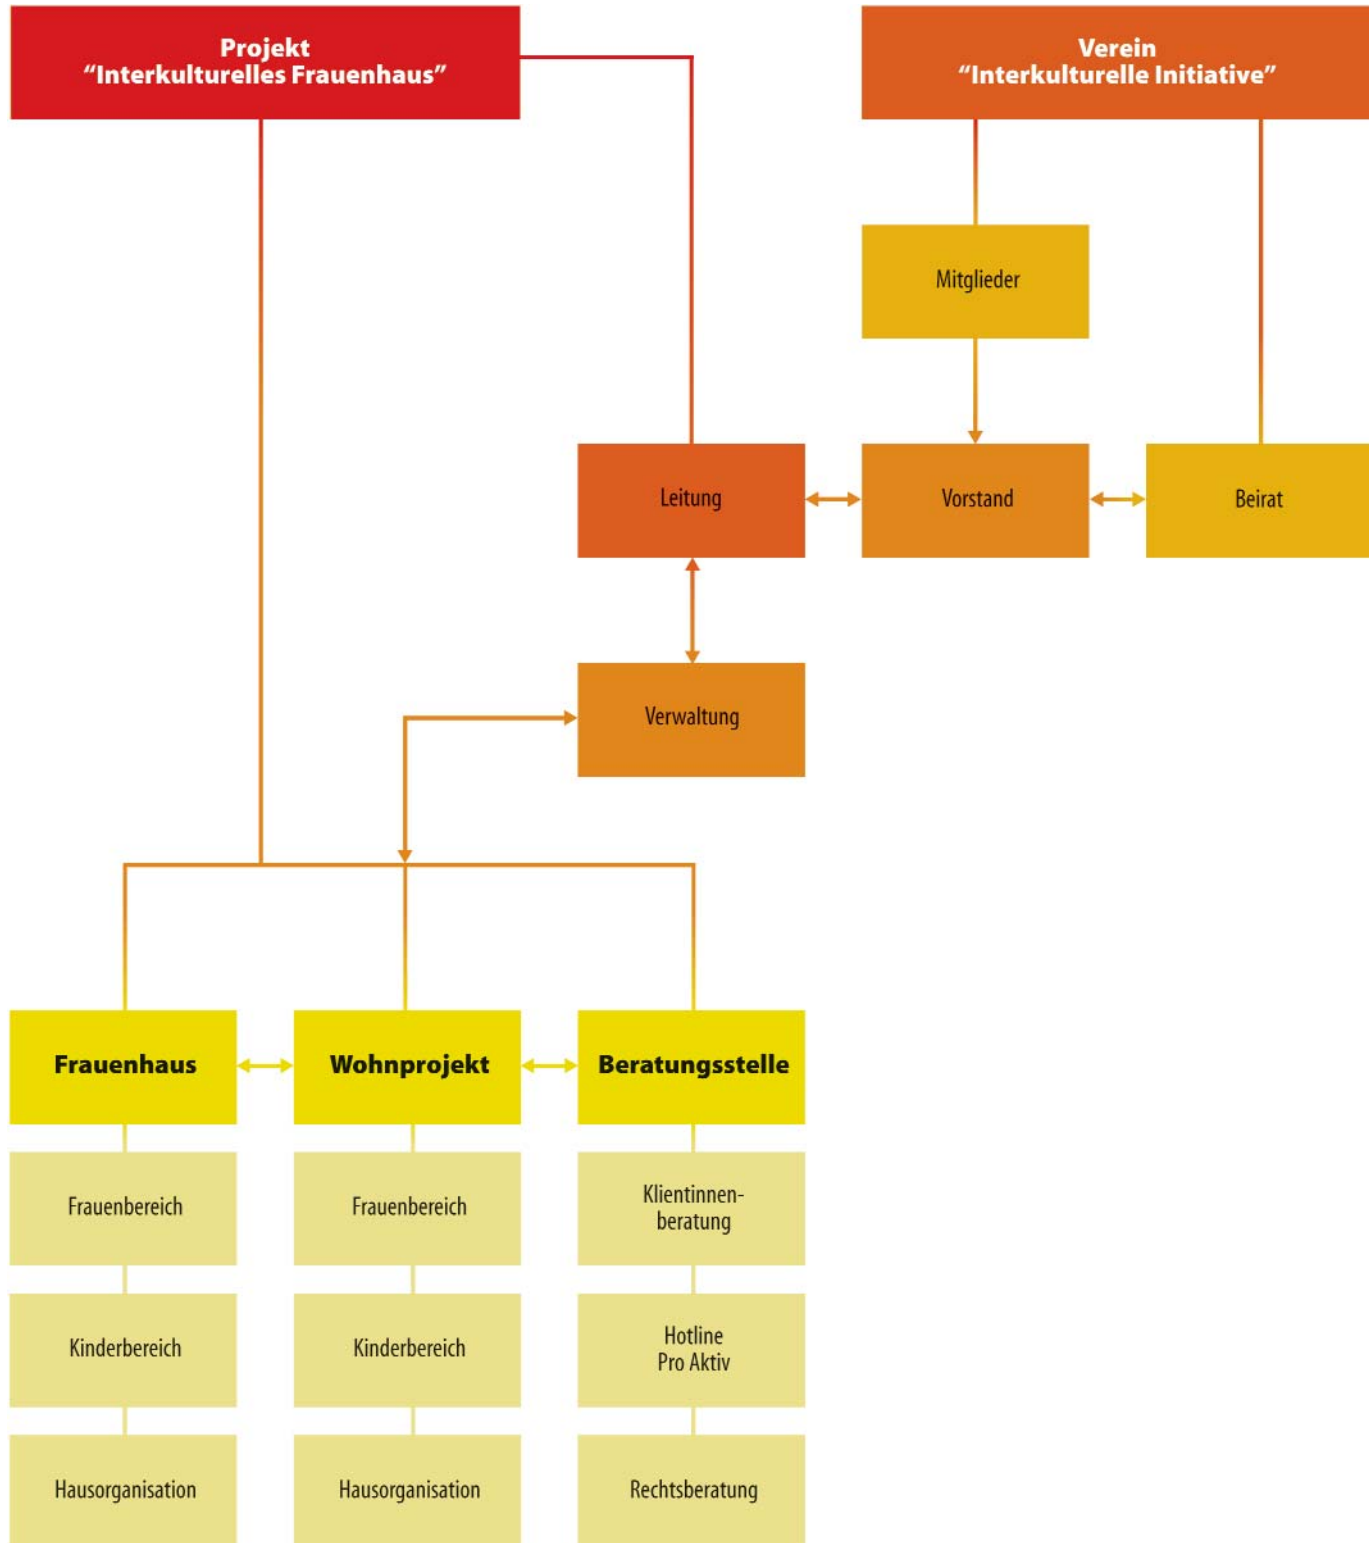 Projekt
“Interkulturelles Frauenhaus”
Verein
“Interkulturelle Initiative”
Mitglieder
Leitung
Vorstand
Beirat
Verwaltung
Frauenhaus
Wohnprojekt
Beratungsstelle
Frauenbereich
Frauenbereich
Klientinnen-
beratung
Kinderbereich
Kinderbereich
Hotline
Pro Aktiv
Hausorganisation
Hausorganisation
Rechtsberatung